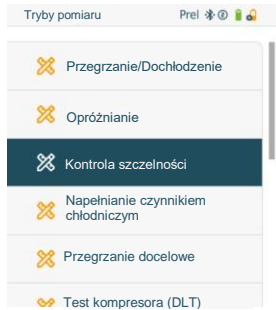 Tryby pomiaru
Prel
Przegrzanie/Dochłodzenie
Opróżnianie
Kontrola szczelności
Napełnianie czynnikiem
chłodniczym
Przegrzanie docelowe
Test kompresora (DLT)